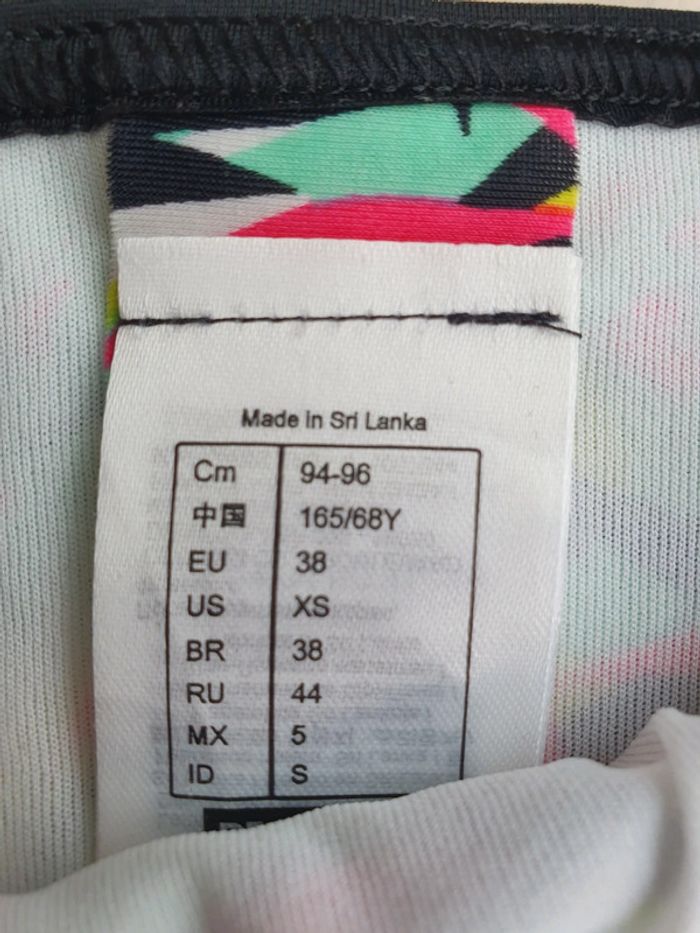 Made in Sri Lanka
Cm 94-96
中国 165/68Y
EU 38
US XS
BR 38
RU 44
MX 5
ID S